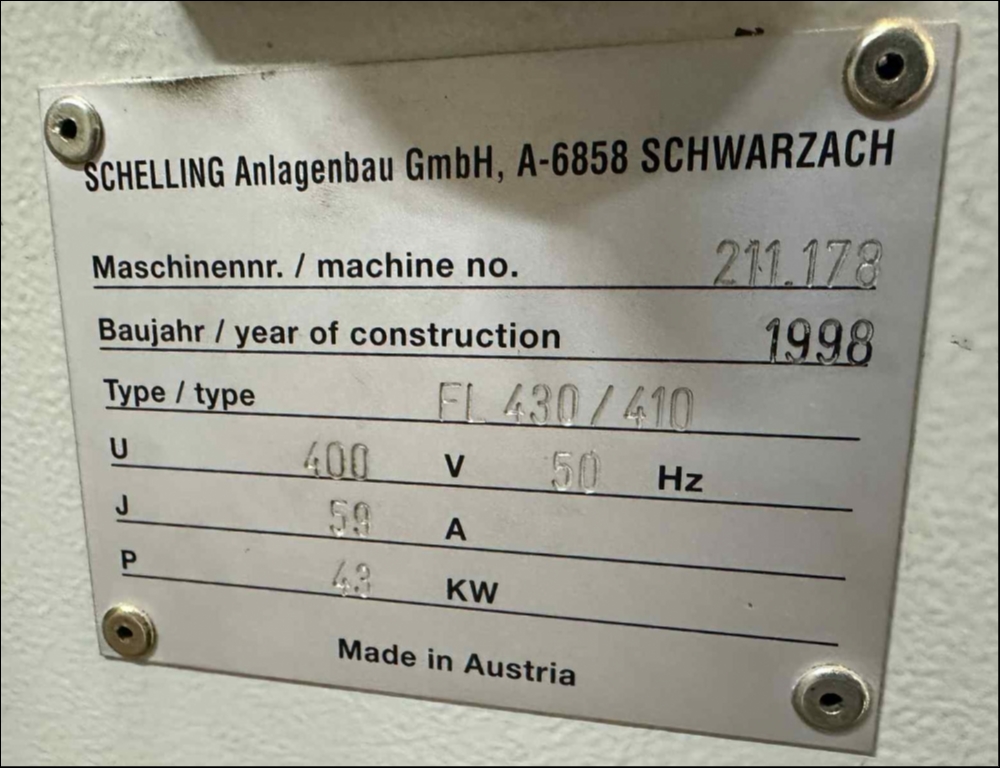 SCHELLING Anlagenbau GmbH, A-6858 SCHWARZACH
Maschinennr. / machine no. 211.178
Baujahr / year of construction 1998
Type / type FL 430/410
U 400 V 50 Hz
J 59 A
P 43 KW
Made in Austria